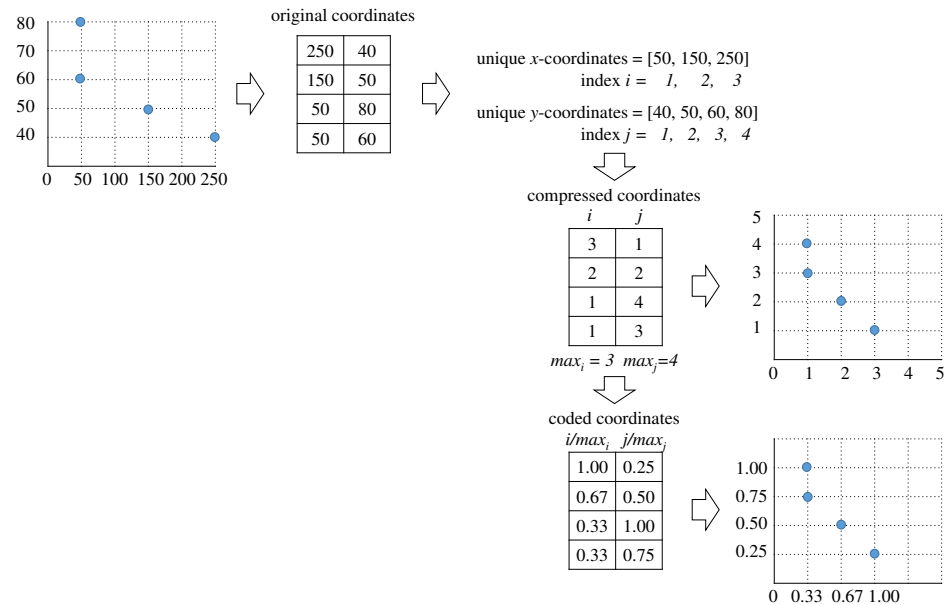 80
70
60
50
40
0 50 100 150 200 250
original coordinates
250 40
150 50
50 80
50 60
unique x-coordinates = [50, 150, 250]
index i = 1, 2, 3
unique y-coordinates = [40, 50, 60, 80]
index j = 1, 2, 3, 4
compressed coordinates
i j
3 1
2 2
1 4
1 3
max_i = 3 max_j=4
5
4
3
2
1
0 1 2 3 4 5
coded coordinates
i/max_i j/max_j
1.00 0.25
0.67 0.50
0.33 1.00
0.33 0.75
1.00
0.75
0.50
0.25
0 0.33 0.67 1.00